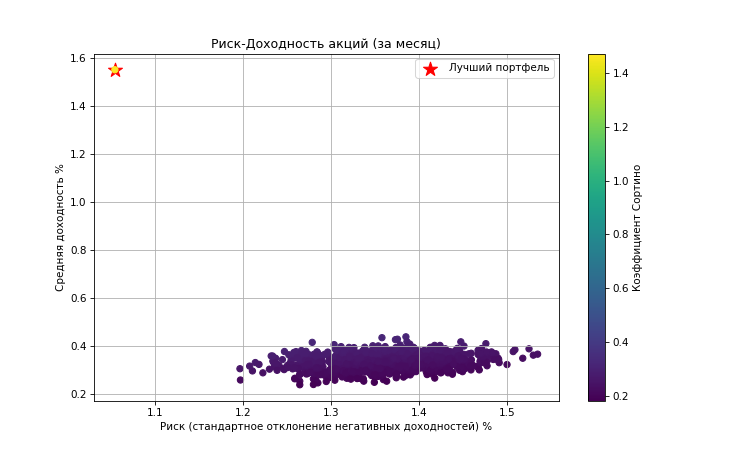 Риск-Доходность акций (за месяц)
Лучший портфель
Средняя доходность %
1.6
1.4
1.2
1.0
0.8
0.6
0.4
0.2
1.1 1.2 1.3 1.4 1.5
Риск (стандартное отклонение негативных доходностей) %
1.4
1.2
1.0
0.8
0.6
0.4
0.2
Коэффициент Сортино